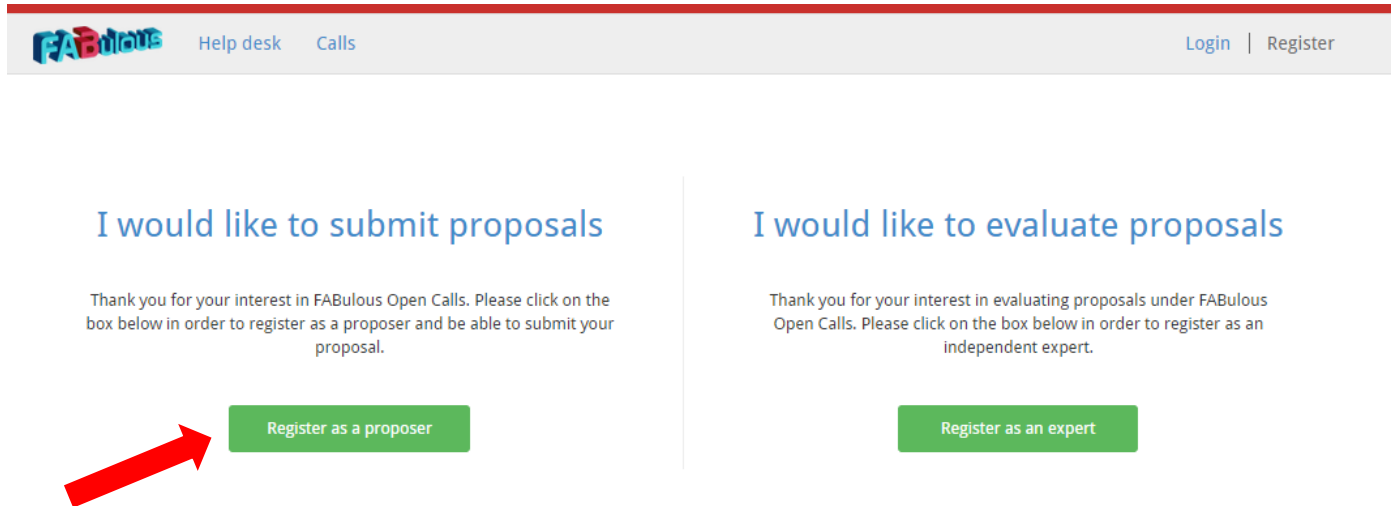 FABulous Help desk Calls Login | Register
I would like to submit proposals
Thank you for your interest in FABulous Open Calls. Please click on the
box below in order to register as a proposer and be able to submit your
proposal.
Register as a proposer
I would like to evaluate proposals
Thank you for your interest in evaluating proposals under FABulous
Open Calls. Please click on the box below in order to register as an
independent expert.
Register as an expert